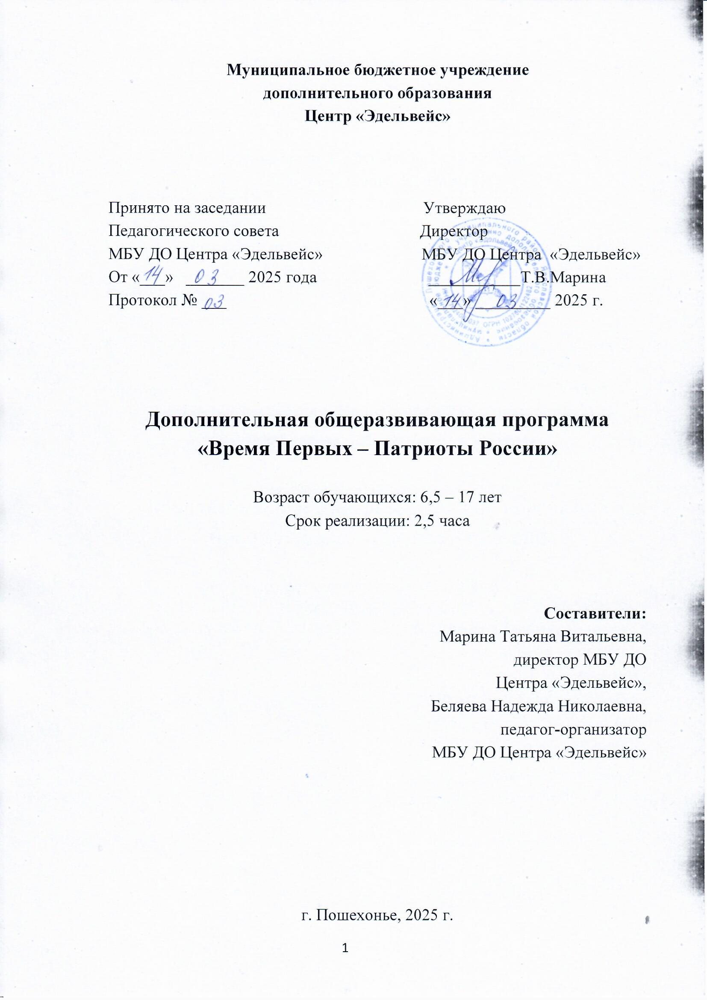 Муниципальное бюджетное учреждение
дополнительного образования
Центр «Эдельвейс»
Принято на заседании
Педагогического совета
МБУ ДО Центра «Эдельвейс»
От «14» 03 2025 года
Протокол № 03
Утверждаю
Директор
МБУ ДО Центра «Эдельвейс»
Т.В.Марина
«14» 03 2025 г.
Дополнительная общеразвивающая программа
«Время Первых – Патриоты России»
Возраст обучающихся: 6,5 – 17 лет
Срок реализации: 2,5 часа
Составители:
Марина Татьяна Витальевна,
директор МБУ ДО
Центра «Эдельвейс»,
Беляева Надежда Николаевна,
педагог-организатор
МБУ ДО Центра «Эдельвейс»
г. Пошехонье, 2025 г.
1